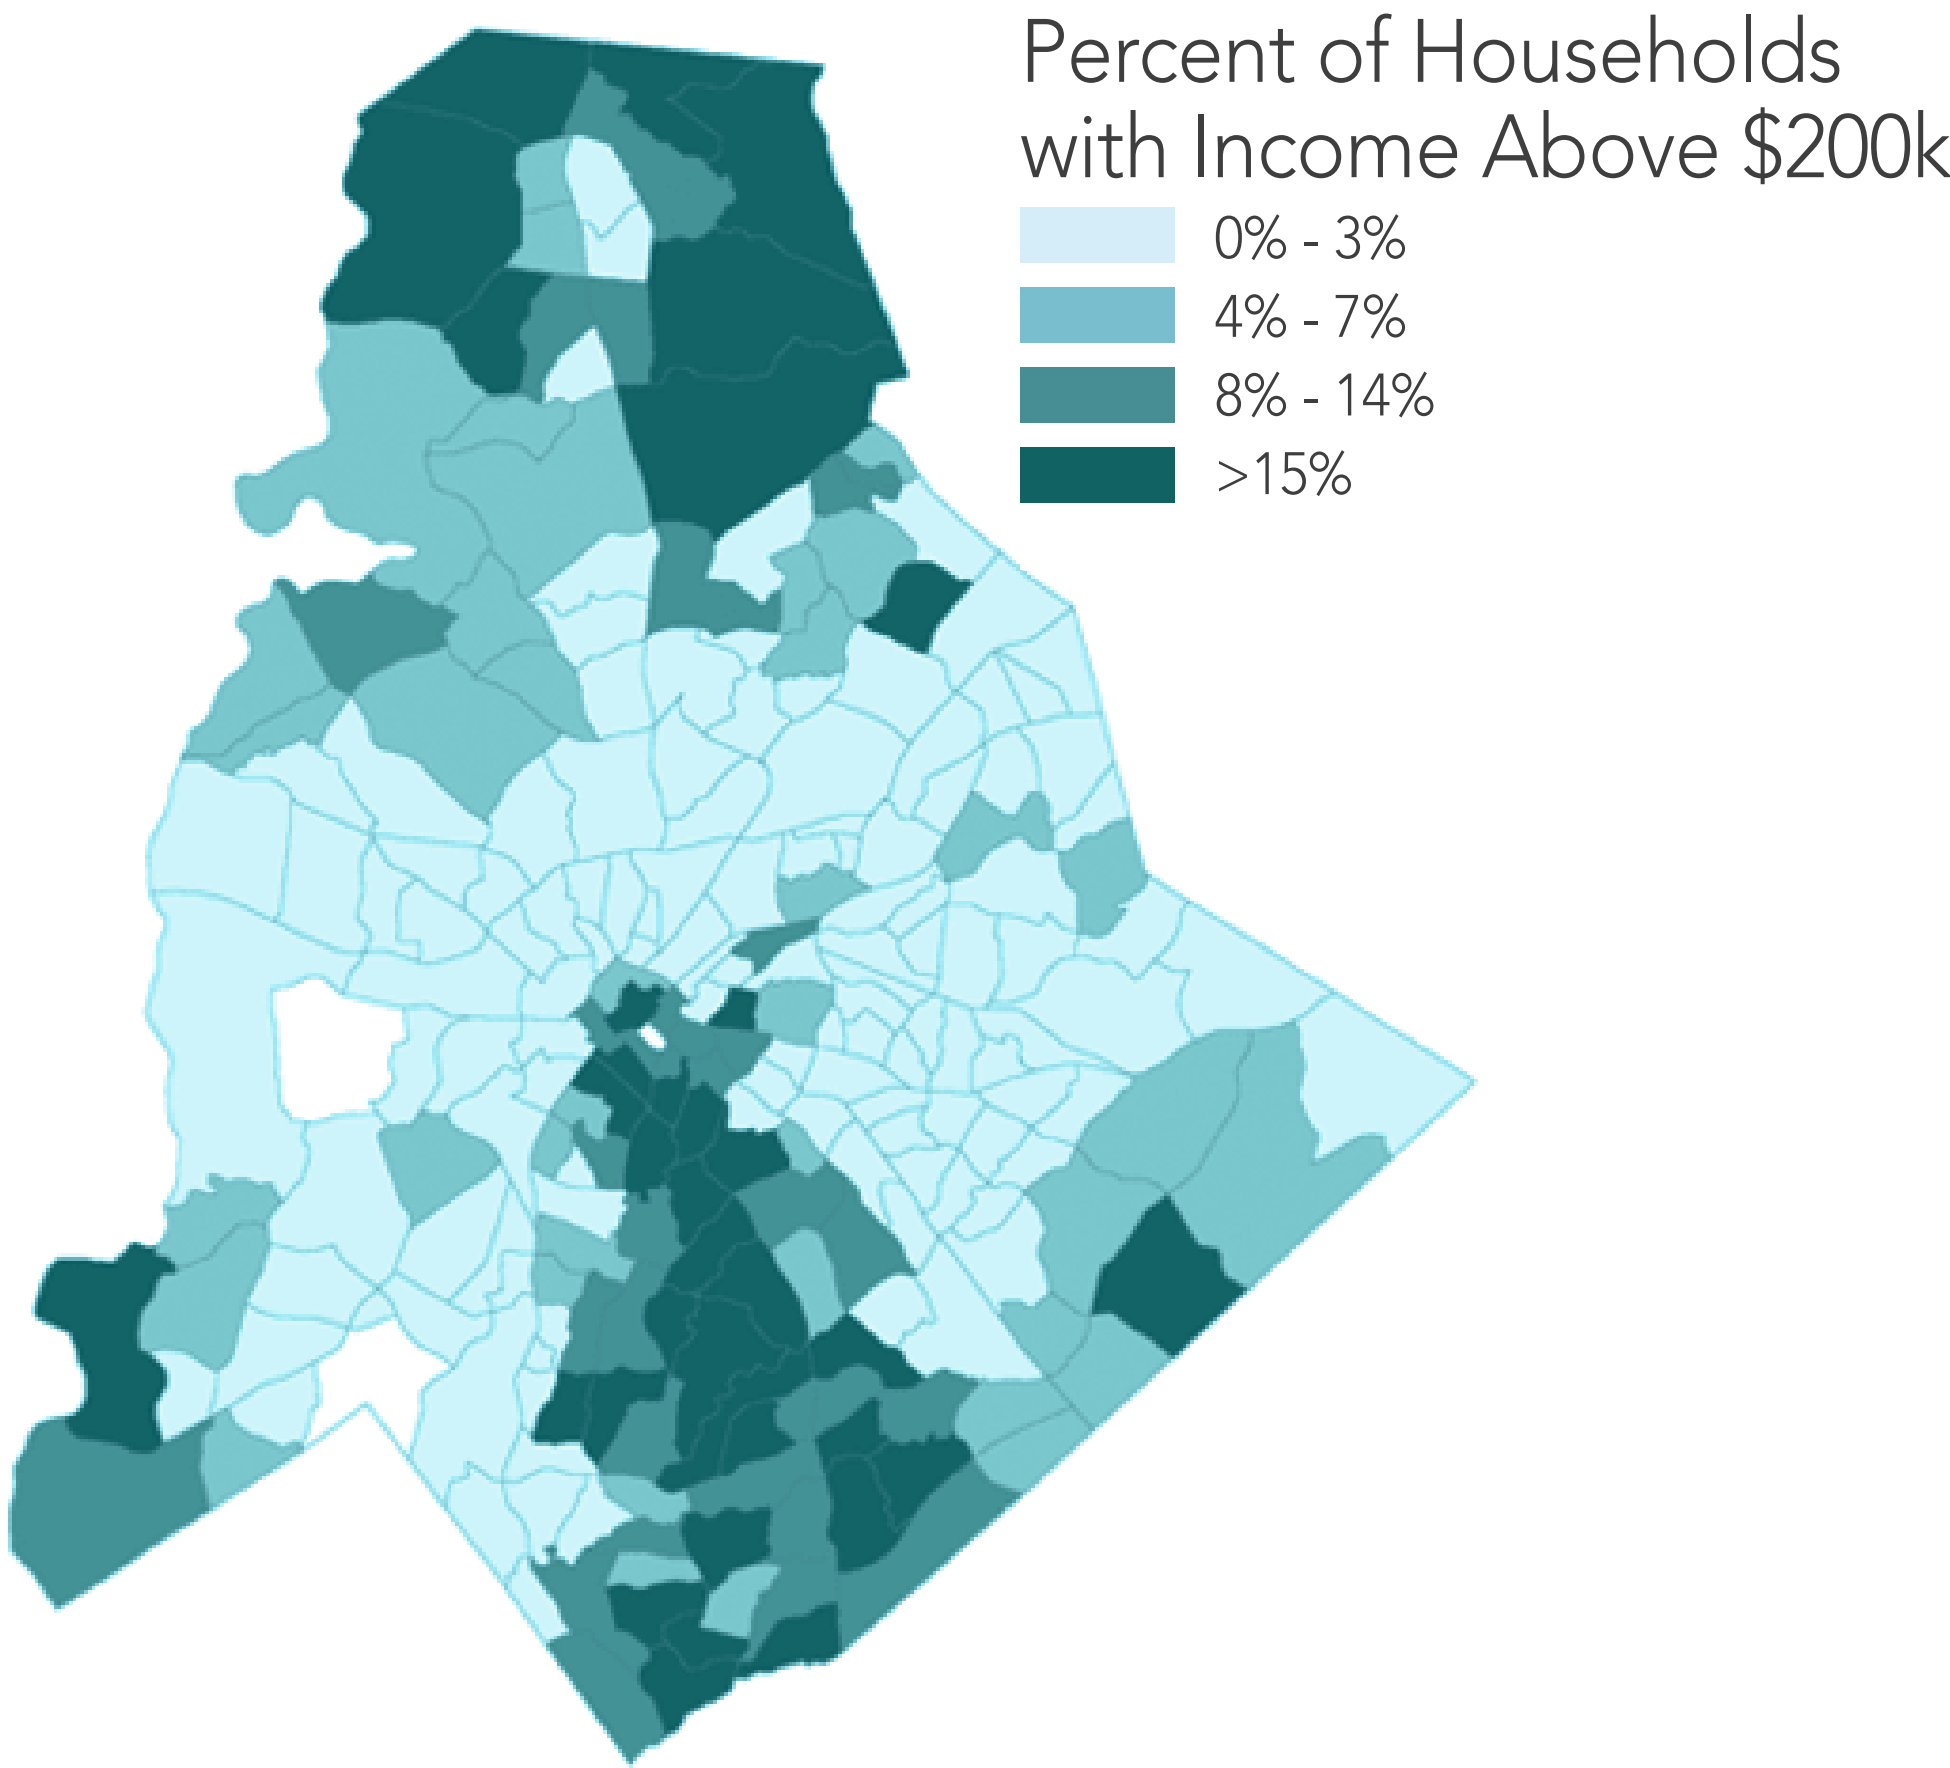 Percent of Households
with Income Above $200k
0% - 3%
4% - 7%
8% - 14%
>15%